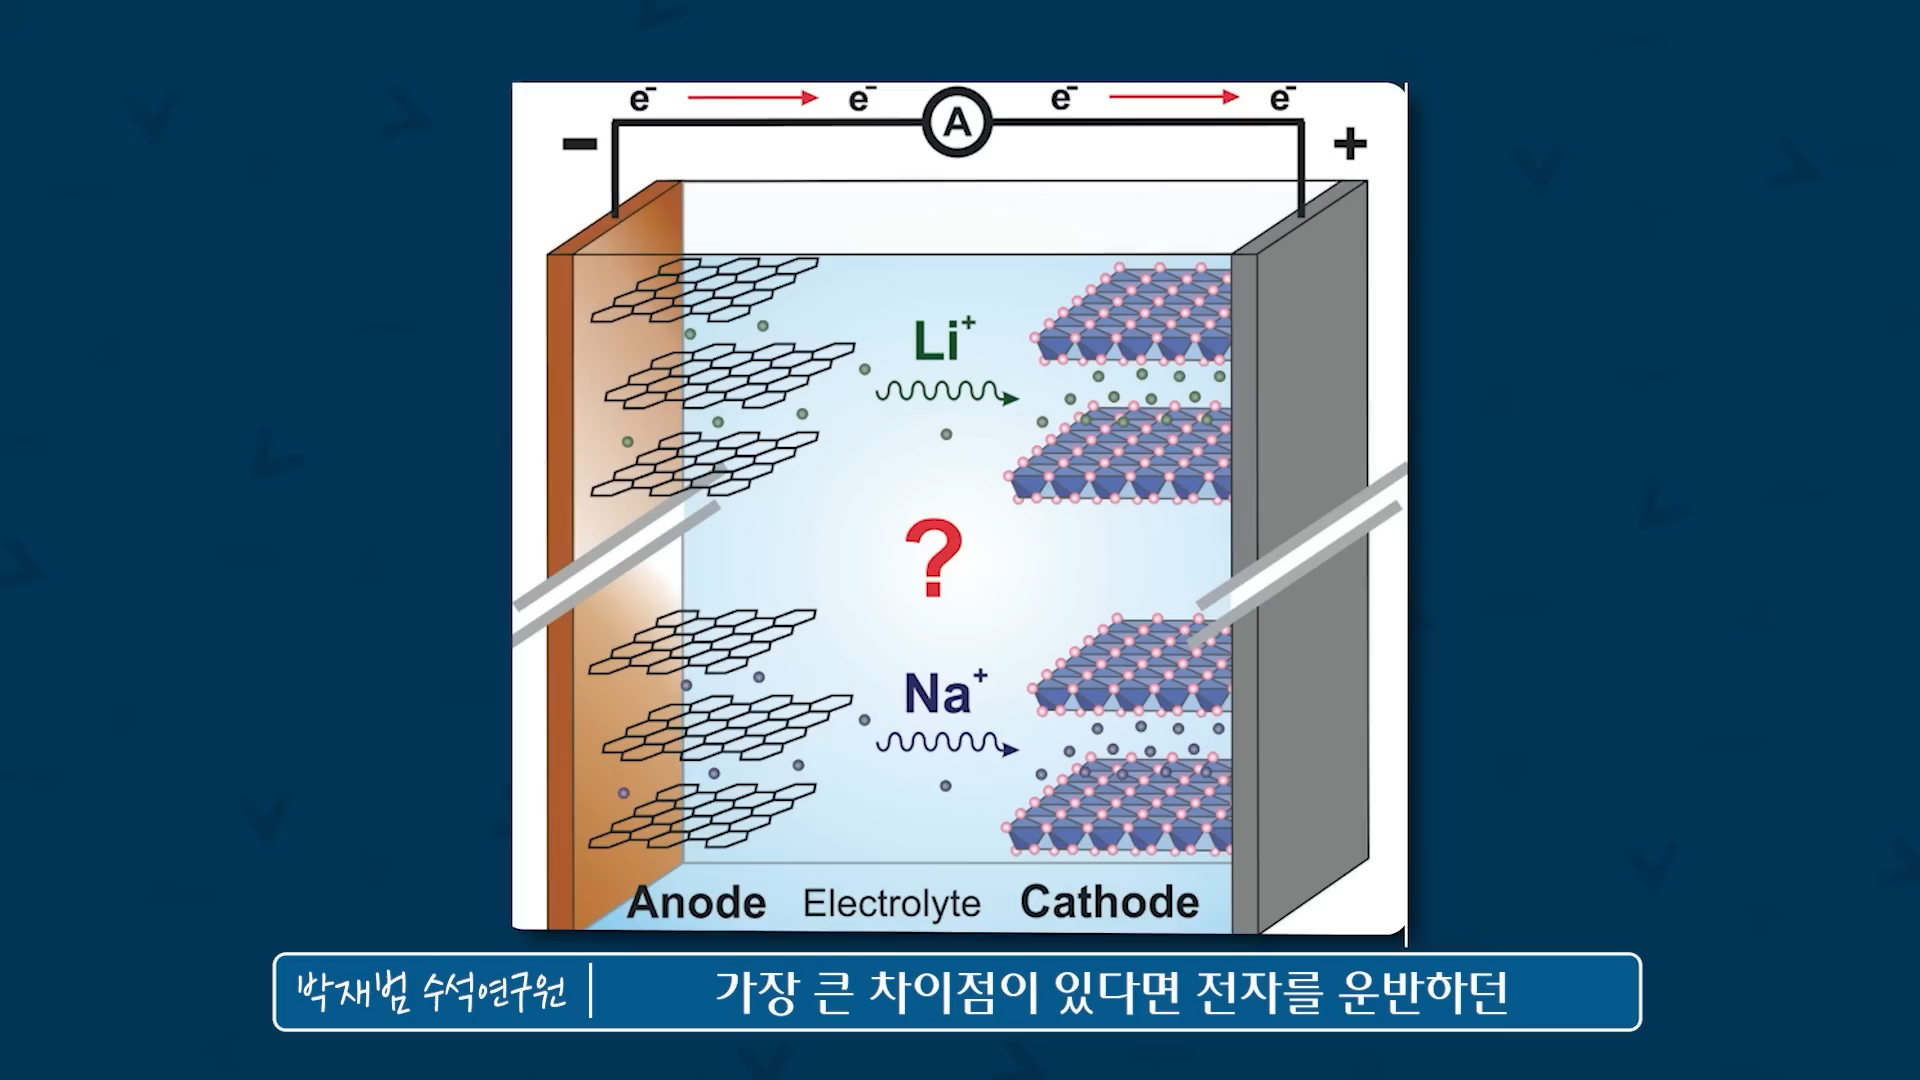 e⁻ e⁻ A e⁻ e⁻
− +
Li⁺
?
Na⁺
Anode Electrolyte Cathode
박재범 수석연구원 가장 큰 차이점이 있다면 전자를 운반하던